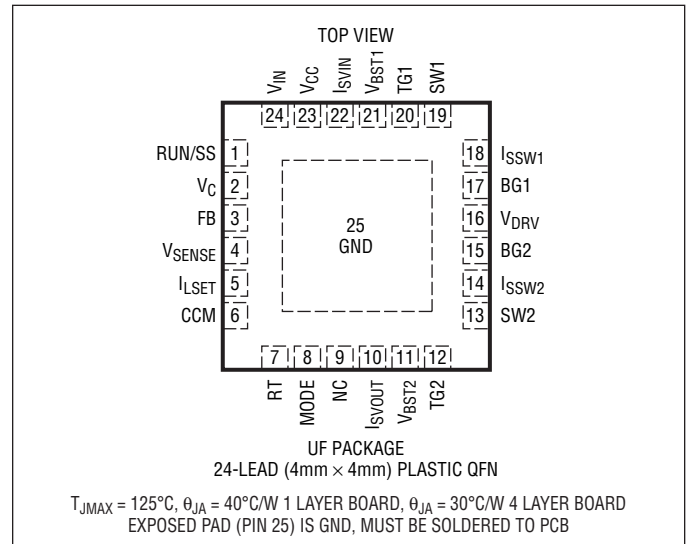 TOP VIEW
VIN
VCC
ISVIN
VBST1
TG1
SW1
24 23 22 21 20 19
RUN/SS 1
VC 2
FB 3
VSENSE 4
ILSET 5
CCM 6
25
GND
18 ISSW1
17 BG1
16 VDRV
15 BG2
14 ISSW2
13 SW2
7 8 9 10 11 12
RT
MODE
NC
ISVOUT
VBST2
TG2
UF PACKAGE
24-LEAD (4mm × 4mm) PLASTIC QFN
TJMAX = 125°C, θJA = 40°C/W 1 LAYER BOARD, θJA = 30°C/W 4 LAYER BOARD
EXPOSED PAD (PIN 25) IS GND, MUST BE SOLDERED TO PCB